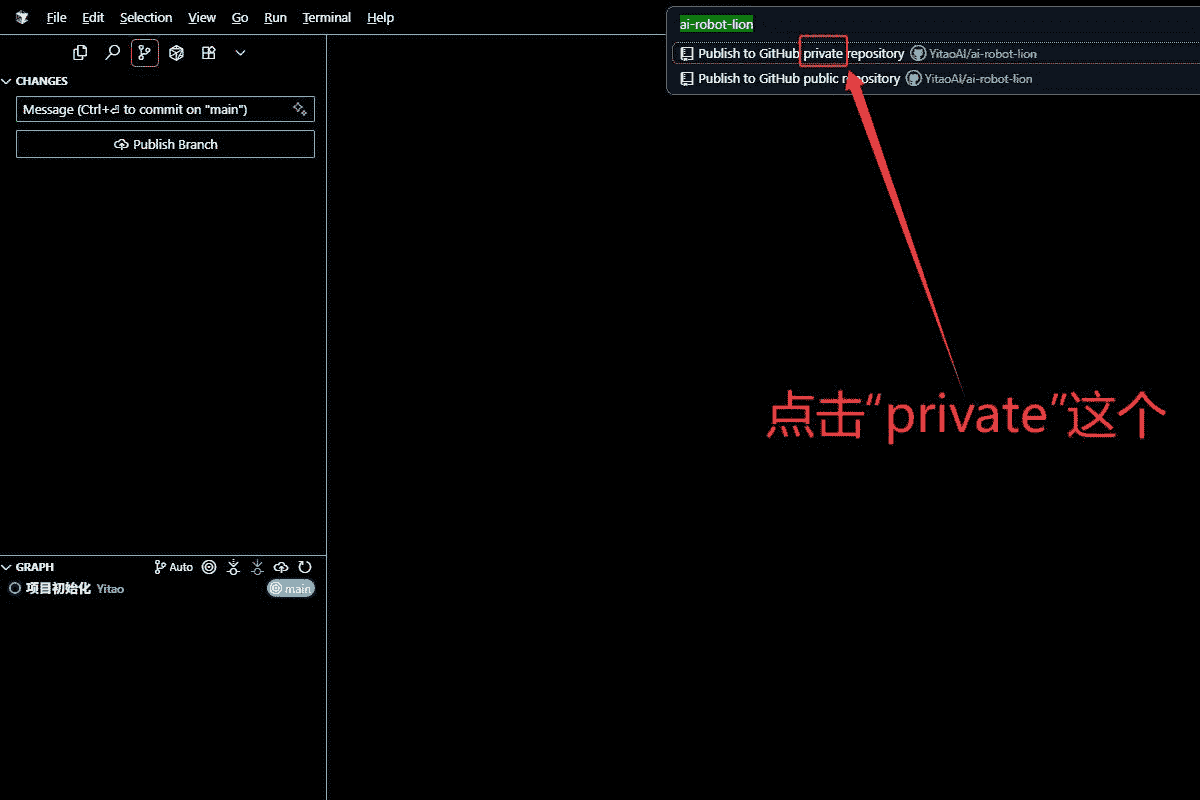 File Edit Selection View Go Run Terminal Help
ai-robot-lion
Publish to GitHub private repository YitaoAI/ai-robot-lion
Publish to GitHub public repository YitaoAI/ai-robot-lion
CHANGES
Message (Ctrl+⏎ to commit on "main")
Publish Branch
点击“private”这个
GRAPH Auto
项目初始化 Yitao main